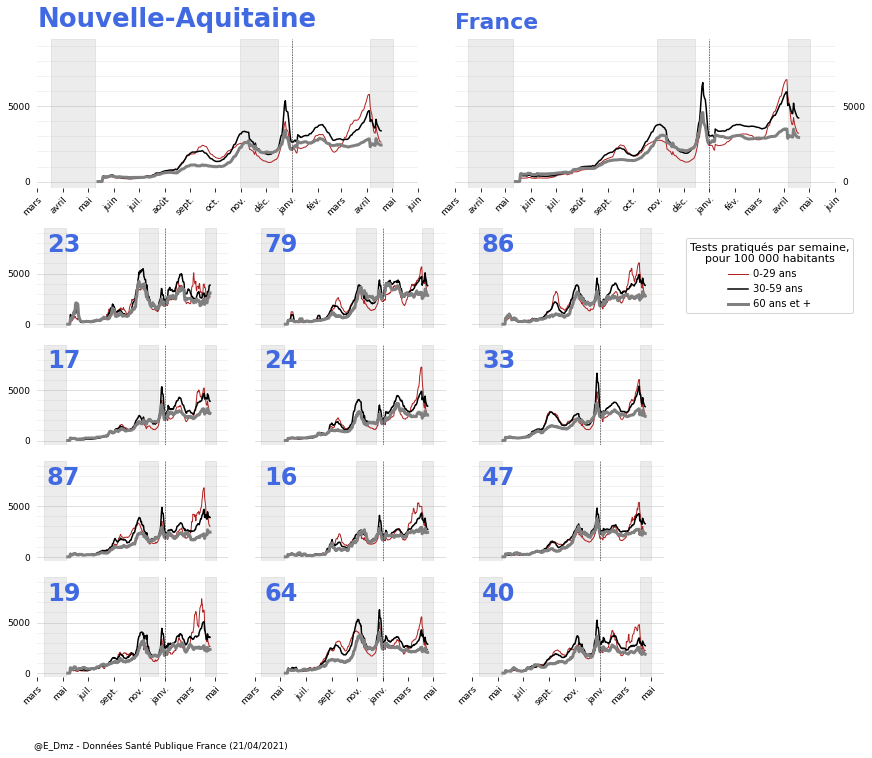 Nouvelle-Aquitaine
France
5000
0
5000
0
mars avril mai juin juil. août sept. oct. nov. déc. janv. fév. mars avril mai juin
mars avril mai juin juil. août sept. oct. nov. déc. janv. fév. mars avril mai juin
23
79
86
5000
0
Tests pratiqués par semaine,
pour 100 000 habitants
0-29 ans
30-59 ans
60 ans et +
17
24
33
5000
0
87
16
47
5000
0
19
64
40
5000
0
mars mai juil. sept. nov. janv. mars mai
mars mai juil. sept. nov. janv. mars mai
mars mai juil. sept. nov. janv. mars mai
@E_Dmz - Données Santé Publique France (21/04/2021)